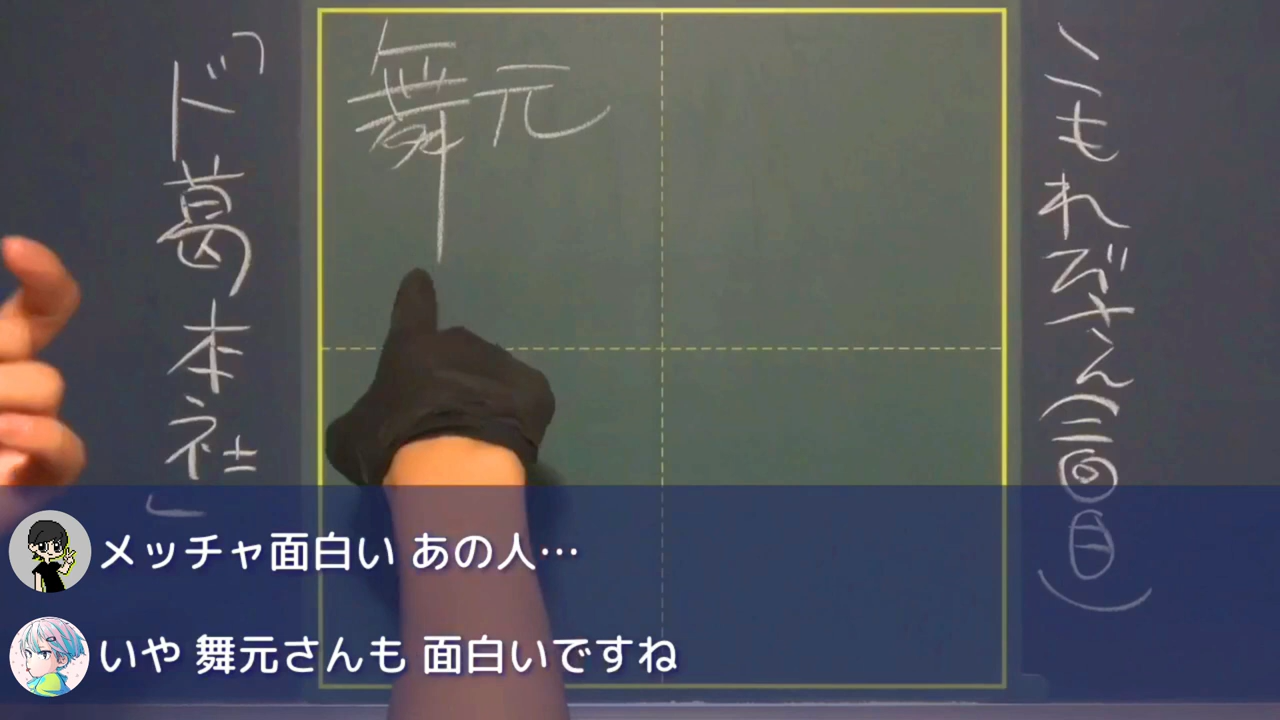 こもれびさん(二回目)
舞元
「ド葛本社」
メッチャ面白い あの人…
いや 舞元さんも 面白いですね